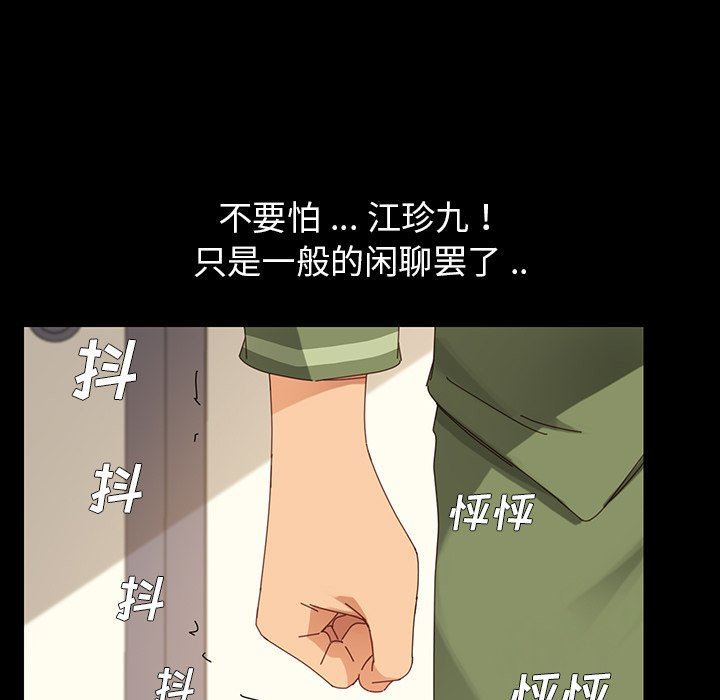 不要怕...江珍九！
只是一般的闲聊罢了..
抖
抖
怦怦
抖
抖
怦怦